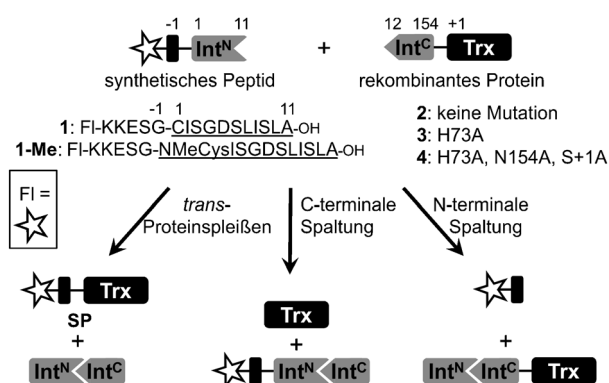 -1 1 11
Int^N
+
12 154 +1
Int^C Trx
synthetisches Peptid
rekombinantes Protein
-1 1 11
1: Fl-KKESG-CISGDSLISLA-OH
1-Me: Fl-KKESG-NMeCysISGDSLISLA-OH
2: keine Mutation
3: H73A
4: H73A, N154A, S+1A
Fl =
trans-
Proteinspleißen
C-terminale
Spaltung
N-terminale
Spaltung
Trx
SP
+
Int^N Int^C
Trx
+
Int^N Int^C
+
Int^N Int^C Trx